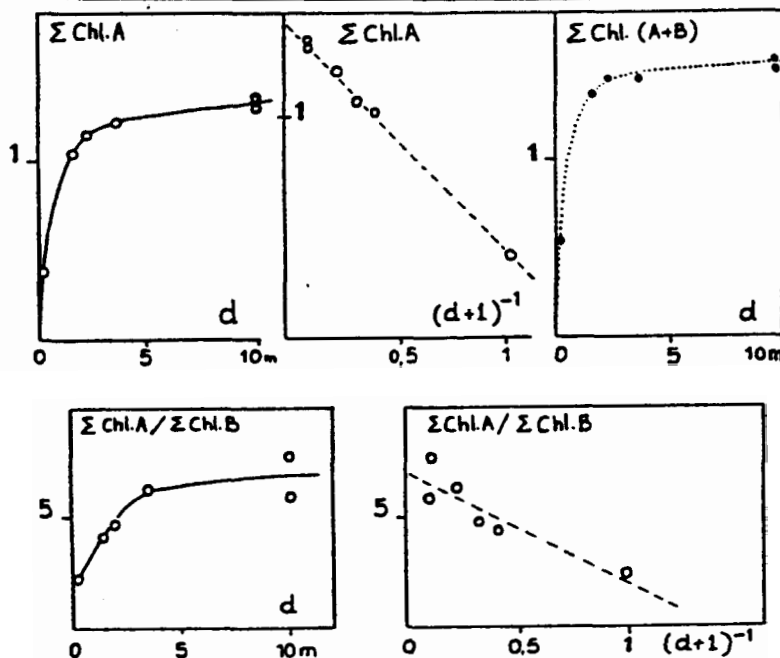 Σ Chl.A
1
0
5
10m
d
Σ Chl.A
1
0,5
1
(d+1)⁻¹
Σ Chl. (A+B)
1
0
5
10m
d
Σ Chl.A / Σ Chl.B
5
0
5
10m
d
ΣChl.A / Σ Chl.B
5
0
0,5
1
(d+1)⁻¹